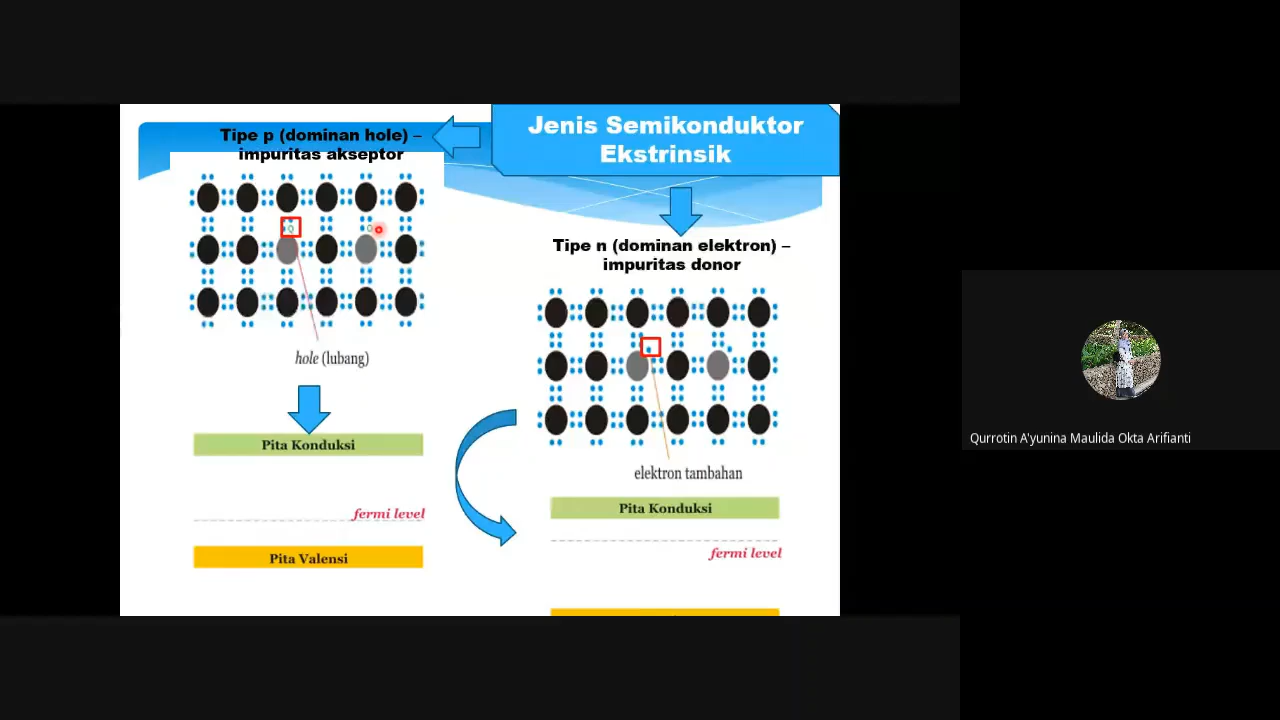 Jenis Semikonduktor
Ekstrinsik
Tipe p (dominan hole) –
impuritas akseptor
hole (lubang)
Pita Konduksi
fermi level
Pita Valensi
Tipe n (dominan elektron) –
impuritas donor
elektron tambahan
Pita Konduksi
fermi level
Qurrotin A'yunina Maulida Okta Arifianti